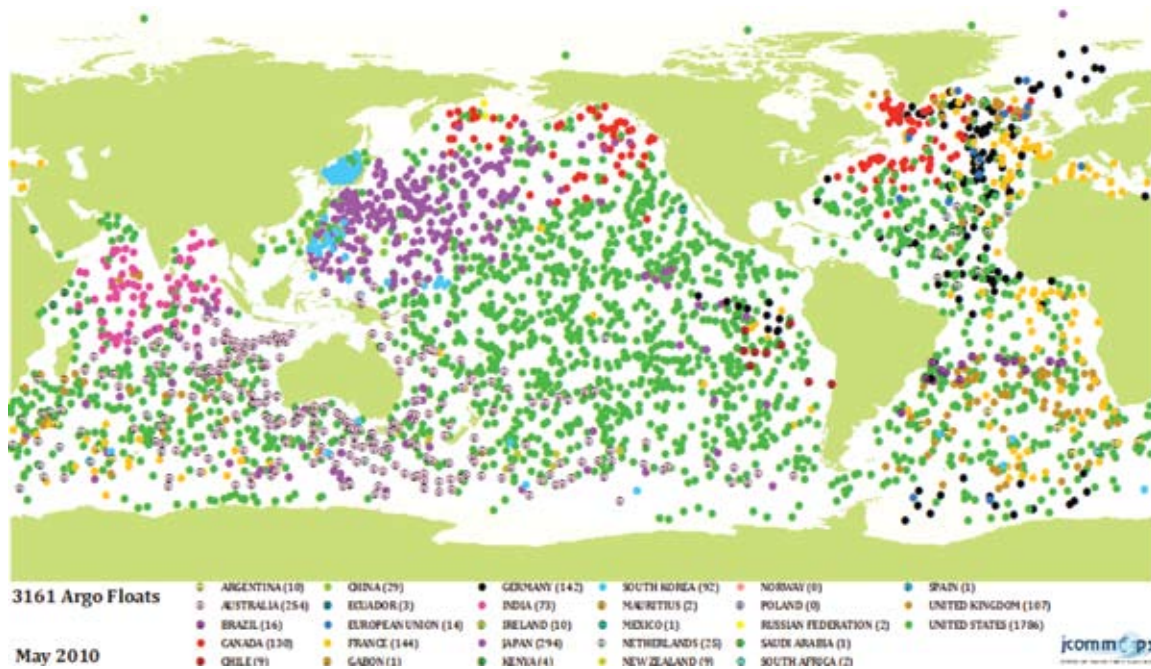 3161 Argo Floats
May 2010
ARGENTINA (10) CHINA (29) GERMANY (142) SOUTH KOREA (92) NORWAY (0) SPAIN (1)
AUSTRALIA (254) ECUADOR (3) INDIA (73) MAURITIUS (2) POLAND (0) UNITED KINGDOM (107)
BRAZIL (16) EUROPEAN UNION (14) IRELAND (10) MEXICO (1) RUSSIAN FEDERATION (2) UNITED STATES (1786)
CANADA (130) FRANCE (144) JAPAN (294) NETHERLANDS (25) SAUDI ARABIA (1)
CHILE (9) GABON (1) KENYA (4) NEW ZEALAND (9) SOUTH AFRICA (2)
jcommops